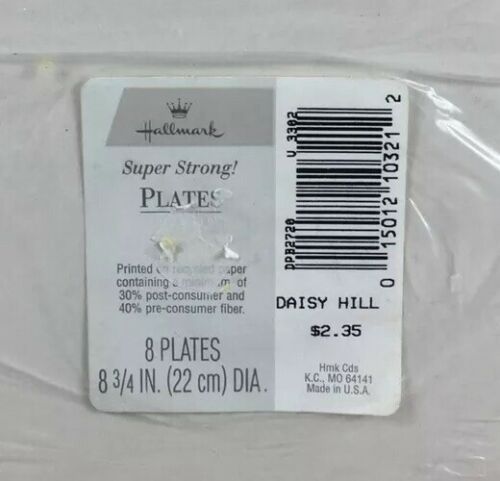 Hallmark
Super Strong!
PLATES
Printed on recycled paper
containing a minimum of
30% post-consumer and
40% pre-consumer fiber.
8 PLATES
8 3/4 IN. (22 cm) DIA.
U 3302
DPB2720
0 15012 10321 2
DAISY HILL
$2.35
Hmk Cds
K.C., MO 64141
Made in U.S.A.